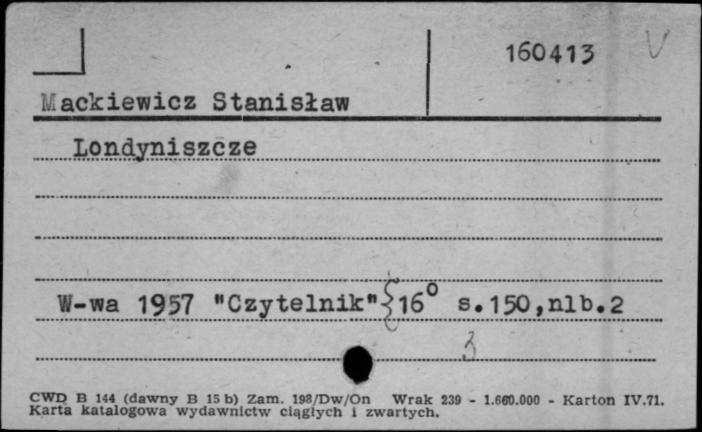 160413 V
Mackiewicz Stanisław
Londyniszcze
W-wa 1957 "Czytelnik" 16° s.150,nlb.2
3
CWD B 144 (dawny B 15 b) Zam. 198/Dw/On Wrak 239 - 1.660.000 - Karton IV.71.
Karta katalogowa wydawnictw ciągłych i zwartych.